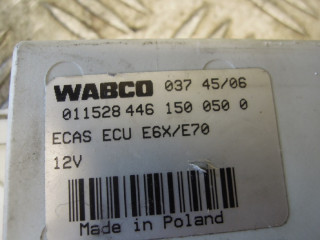 WABCO 037 45/06
011528 446 150 050 0
ECAS ECU E6X/E70
12V
Made in Poland